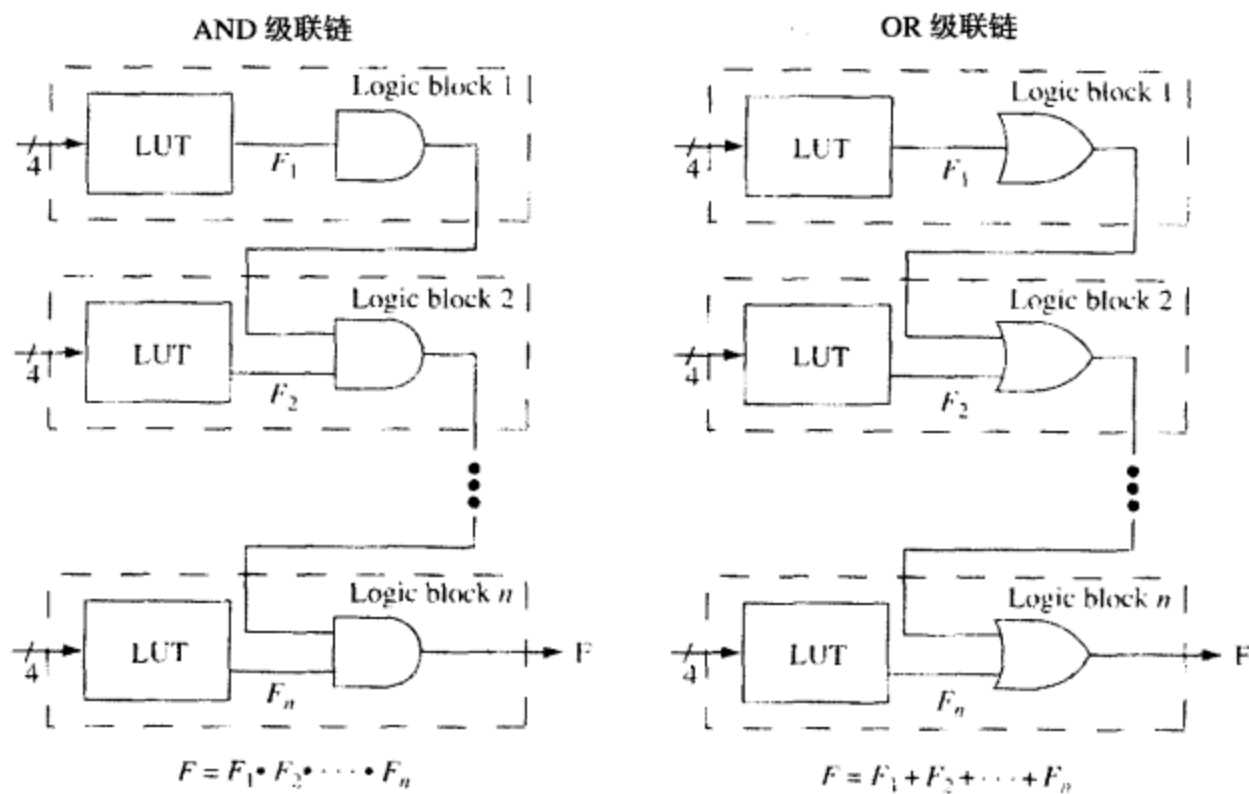 AND 级联链
Logic block 1
LUT
4
F1
Logic block 2
LUT
4
F2
Logic block n
LUT
4
Fn
F
F = F1 • F2 • · · · • Fn
OR 级联链
Logic block 1
LUT
4
F1
Logic block 2
LUT
4
F2
Logic block n
LUT
4
Fn
F
F = F1 + F2 + · · · + Fn